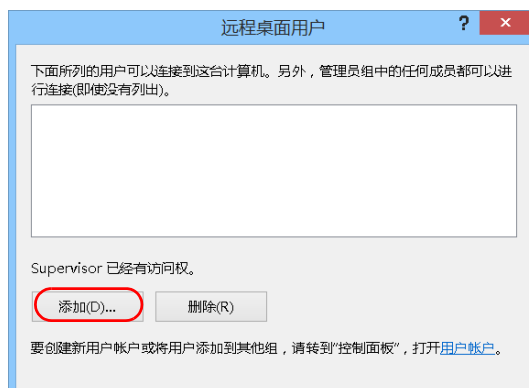 远程桌面用户
?
×
下面所列的用户可以连接到这台计算机。另外，管理员组中的任何成员都可以进
行连接(即使没有列出)。
Supervisor 已经有访问权。
添加(D)... 删除(R)
要创建新用户帐户或将用户添加到其他组，请转到“控制面板”，打开用户帐户。